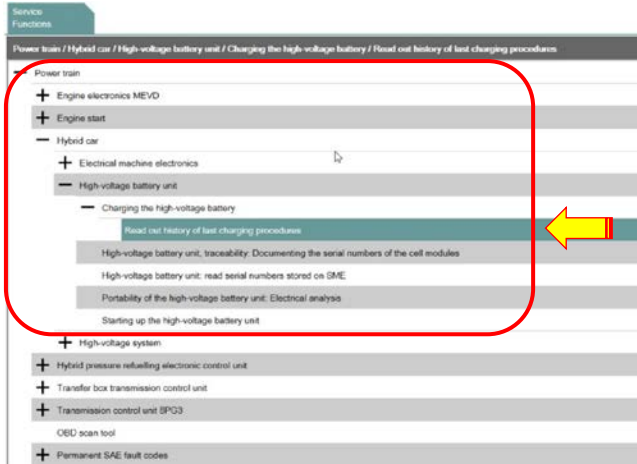 Service
Functions
Power train / Hybrid car / High-voltage battery unit / Charging the high-voltage battery / Read out history of last charging procedures
Power train
Engine electronics MEVD
Engine start
Hybrid car
Electrical machine electronics
High-voltage battery unit
Charging the high-voltage battery
Read out history of last charging procedures
High-voltage battery unit, traceability: Documenting the serial numbers of the cell modules
High-voltage battery unit: read serial numbers stored on SME
Portability of the high-voltage battery unit: Electrical analysis
Starting up the high-voltage battery unit
High-voltage system
Hybrid pressure refuelling electronic control unit
Transfer box transmission control unit
Transmission control unit 8PG3
OBD scan tool
Permanent SAE fault codes